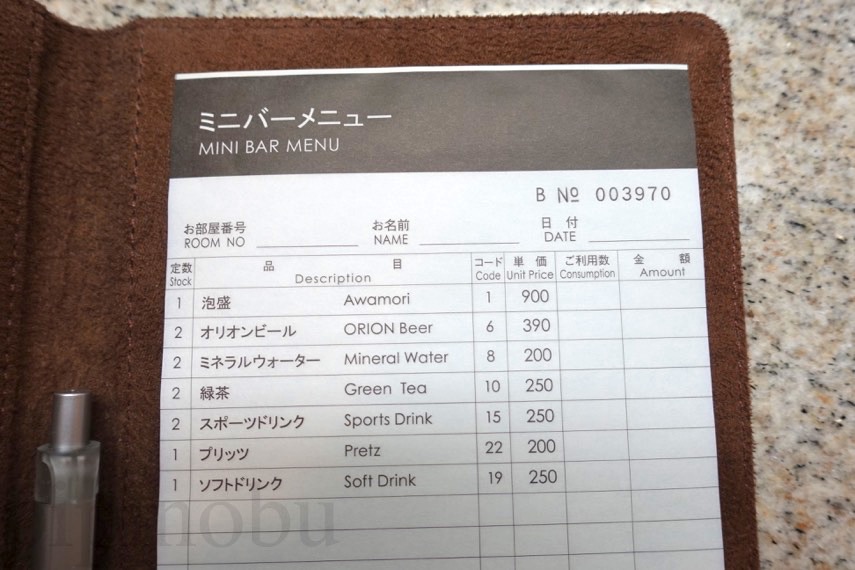 ミニバーメニュー
MINI BAR MENU
B № 003970
お部屋番号 お名前 日 付
ROOM NO NAME DATE
定数 品 目 コード 単 価 ご利用数 金 額
Stock Description Code Unit Price Consumption Amount
1 泡盛 Awamori 1 900
2 オリオンビール ORION Beer 6 390
2 ミネラルウォーター Mineral Water 8 200
2 緑茶 Green Tea 10 250
2 スポーツドリンク Sports Drink 15 250
1 プリッツ Pretz 22 200
1 ソフトドリンク Soft Drink 19 250